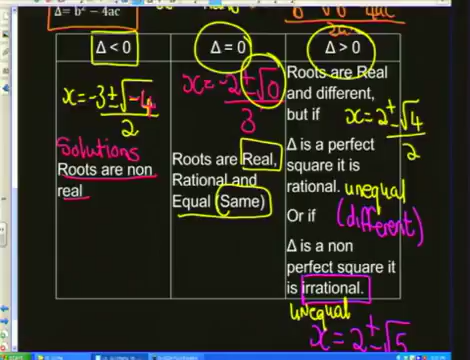 Δ= b² - 4ac
Δ < 0
x = -3 ± √-4
2
Solutions
Roots are non
real
Δ = 0
x = -2 ± √0
3
Roots are Real,
Rational and
Equal (Same)
Δ > 0
Roots are Real
and different,
but if
x = 2 ± √4
2
Δ is a perfect
square it is
rational. unequal
Or if (different)
Δ is a non
perfect square it
is irrational.
unequal
x = 2 ± √5